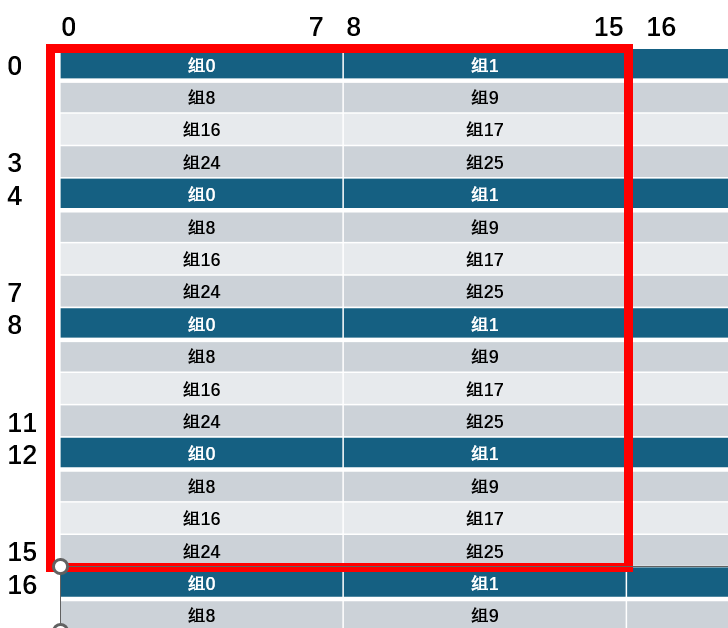 0 7 8 15 16
0 组0 组1
组8 组9
组16 组17
3 组24 组25
4 组0 组1
组8 组9
组16 组17
7 组24 组25
8 组0 组1
组8 组9
组16 组17
11 组24 组25
12 组0 组1
组8 组9
组16 组17
15 组24 组25
16 组0 组1
组8 组9